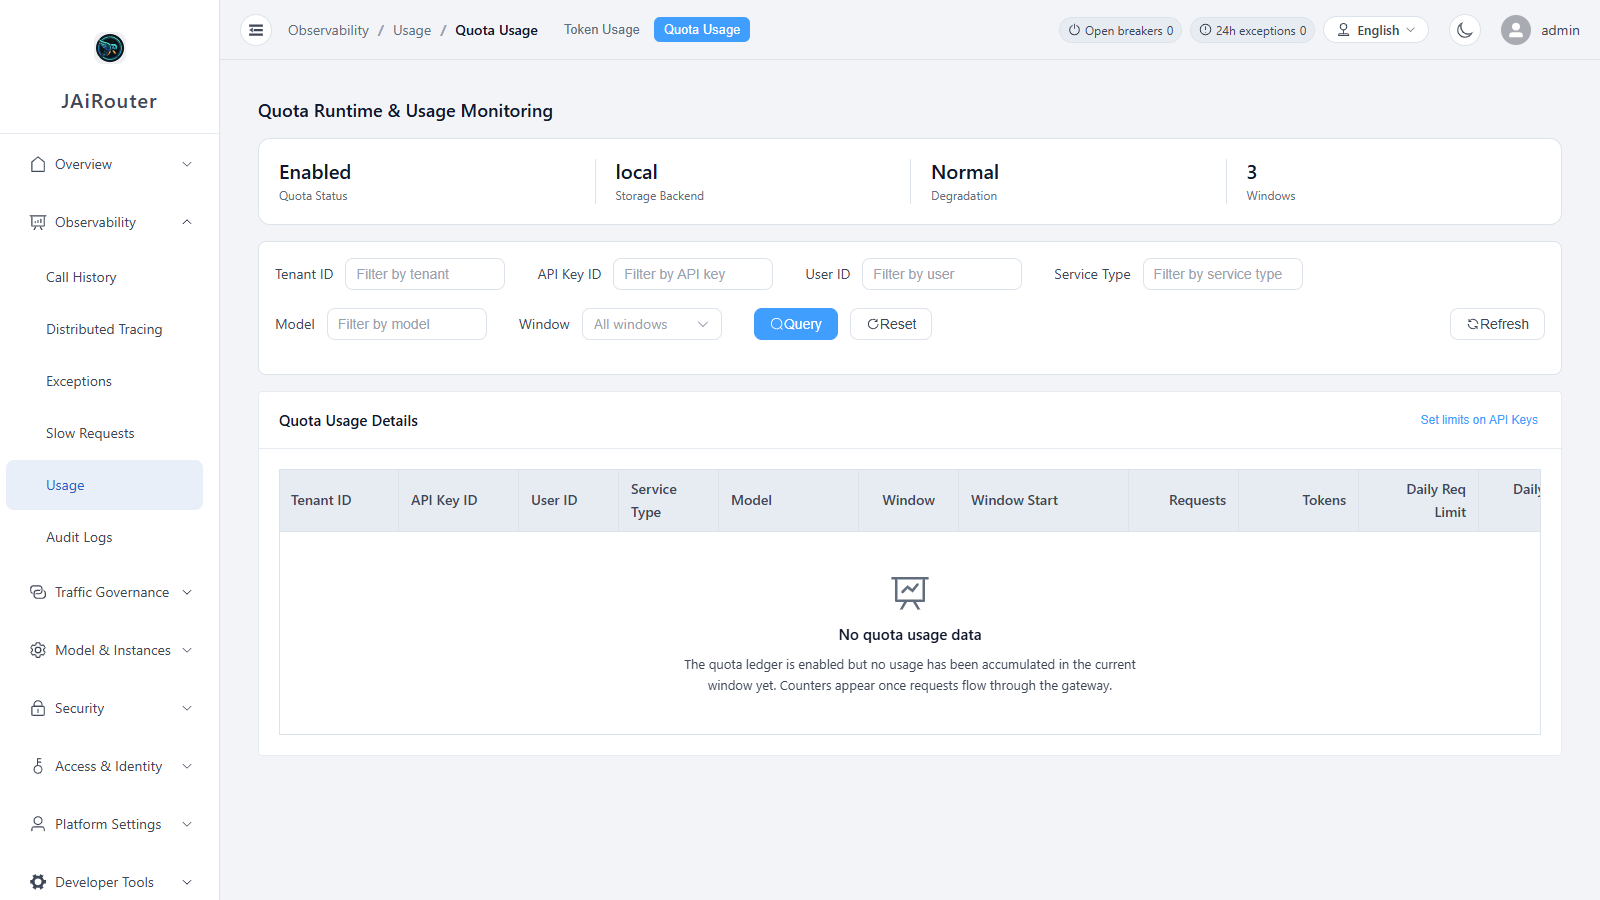 JAiRouter
Overview
Observability
Call History
Distributed Tracing
Exceptions
Slow Requests
Usage
Audit Logs
Traffic Governance
Model & Instances
Security
Access & Identity
Platform Settings
Developer Tools
Observability / Usage / Quota Usage
Token Usage
Quota Usage
Open breakers 0
24h exceptions 0
English
admin
Quota Runtime & Usage Monitoring
Enabled
Quota Status
local
Storage Backend
Normal
Degradation
3
Windows
Tenant ID Filter by tenant
API Key ID Filter by API key
User ID Filter by user
Service Type Filter by service type
Model Filter by model
Window All windows
Query
Reset
Refresh
Quota Usage Details
Set limits on API Keys
Tenant ID
API Key ID
User ID
Service
Type
Model
Window
Window Start
Requests
Tokens
Daily Req
Limit
Daily
No quota usage data
The quota ledger is enabled but no usage has been accumulated in the current
window yet. Counters appear once requests flow through the gateway.